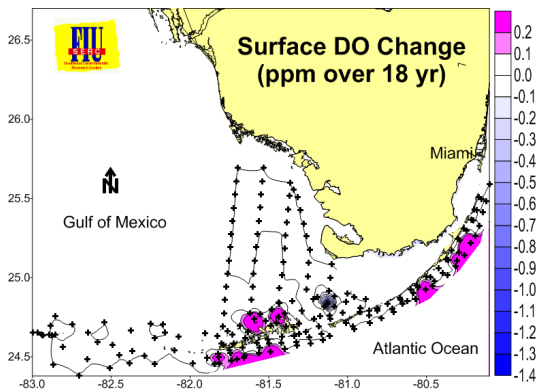 FIU
SERC
Surface DO Change
(ppm over 18 yr)
Miami
N
Gulf of Mexico
Atlantic Ocean
26.5
26.0
25.5
25.0
24.5
-83.0 -82.5 -82.0 -81.5 -81.0 -80.5
0.2
0.1
0.0
-0.1
-0.2
-0.3
-0.4
-0.5
-0.6
-0.7
-0.8
-0.9
-1.0
-1.1
-1.2
-1.3
-1.4